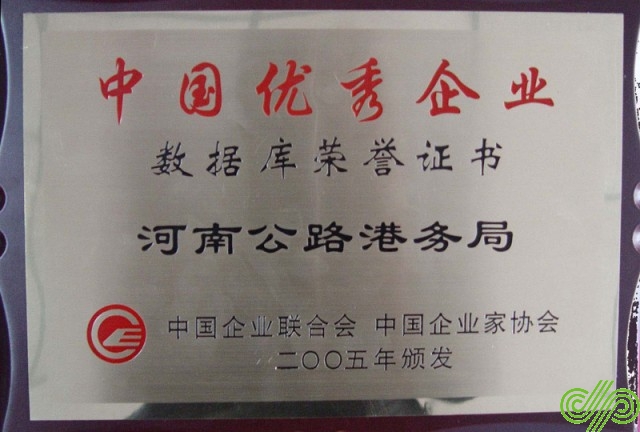 中国优秀企业
数据库荣誉证书
河南公路港务局
中国企业联合会 中国企业家协会
二〇〇五年颁发